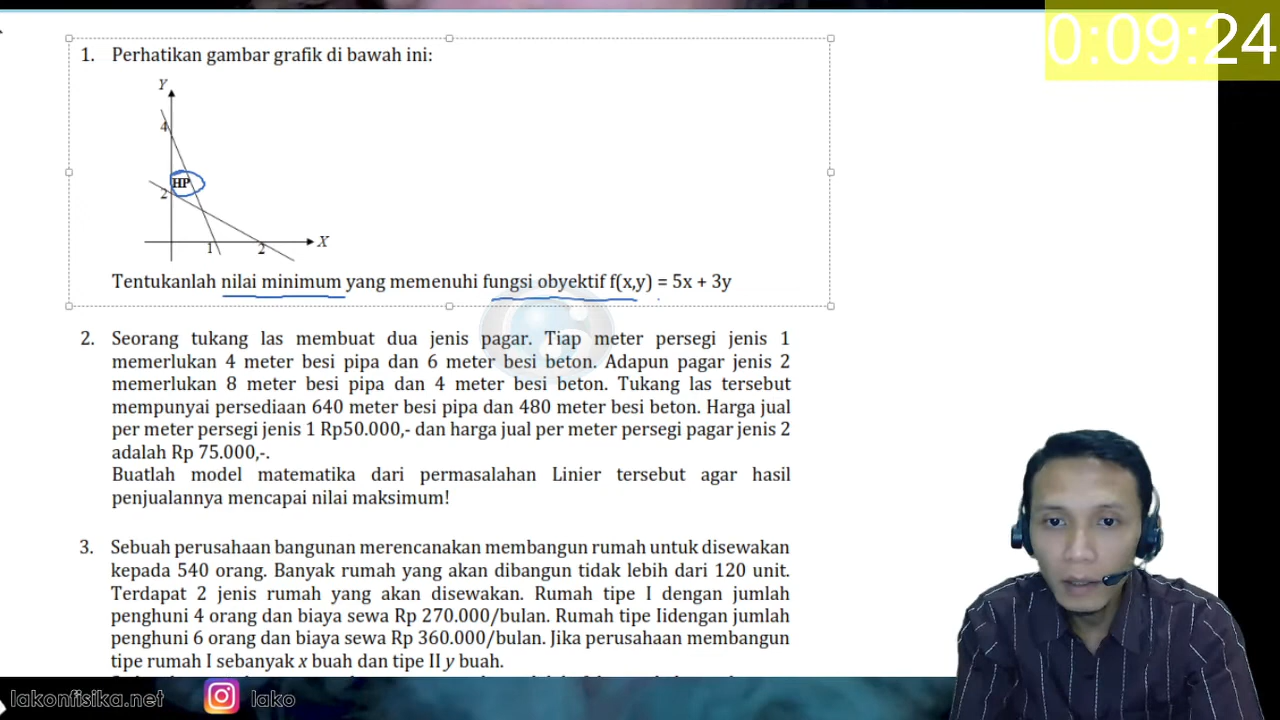 0:09:24
1. Perhatikan gambar grafik di bawah ini:
Y
4
HP
2
1
2
X
Tentukanlah nilai minimum yang memenuhi fungsi obyektif f(x,y) = 5x + 3y
2. Seorang tukang las membuat dua jenis pagar. Tiap meter persegi jenis 1
memerlukan 4 meter besi pipa dan 6 meter besi beton. Adapun pagar jenis 2
memerlukan 8 meter besi pipa dan 4 meter besi beton. Tukang las tersebut
mempunyai persediaan 640 meter besi pipa dan 480 meter besi beton. Harga jual
per meter persegi jenis 1 Rp50.000,- dan harga jual per meter persegi pagar jenis 2
adalah Rp 75.000,-.
Buatlah model matematika dari permasalahan Linier tersebut agar hasil
penjualannya mencapai nilai maksimum!
3. Sebuah perusahaan bangunan merencanakan membangun rumah untuk disewakan
kepada 540 orang. Banyak rumah yang akan dibangun tidak lebih dari 120 unit.
Terdapat 2 jenis rumah yang akan disewakan. Rumah tipe I dengan jumlah
penghuni 4 orang dan biaya sewa Rp 270.000/bulan. Rumah tipe Iidengan jumlah
penghuni 6 orang dan biaya sewa Rp 360.000/bulan. Jika perusahaan membangun
tipe rumah I sebanyak x buah dan tipe II y buah.
lakonfisika.net
lako